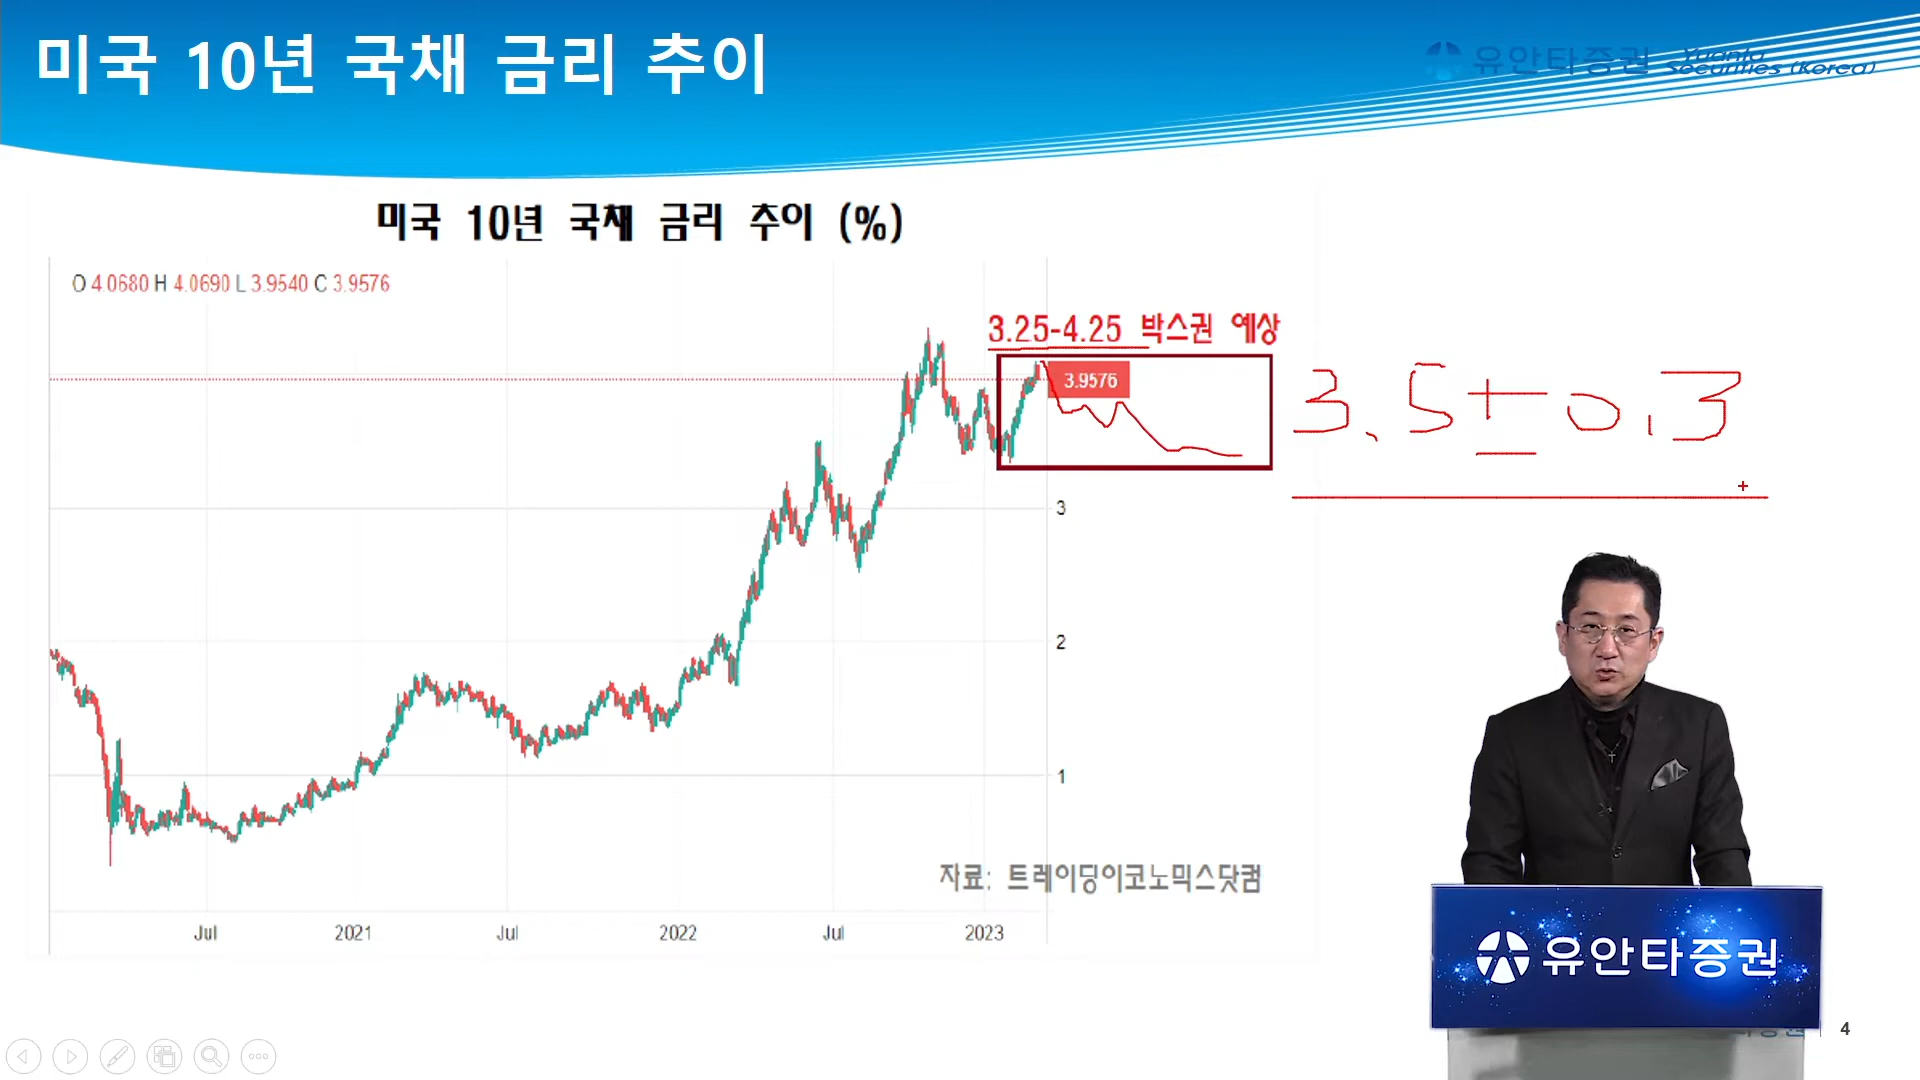 미국 10년 국채 금리 추이
유안타증권 Yuanta Securities (Korea)
미국 10년 국채 금리 추이 (%)
O 4.0680 H 4.0690 L 3.9540 C 3.9576
3.25-4.25 박스권 예상
3.9576
3.5±0.3
3
2
1
자료: 트레이딩이코노믹스닷컴
Jul 2021 Jul 2022 Jul 2023
유안타증권
4